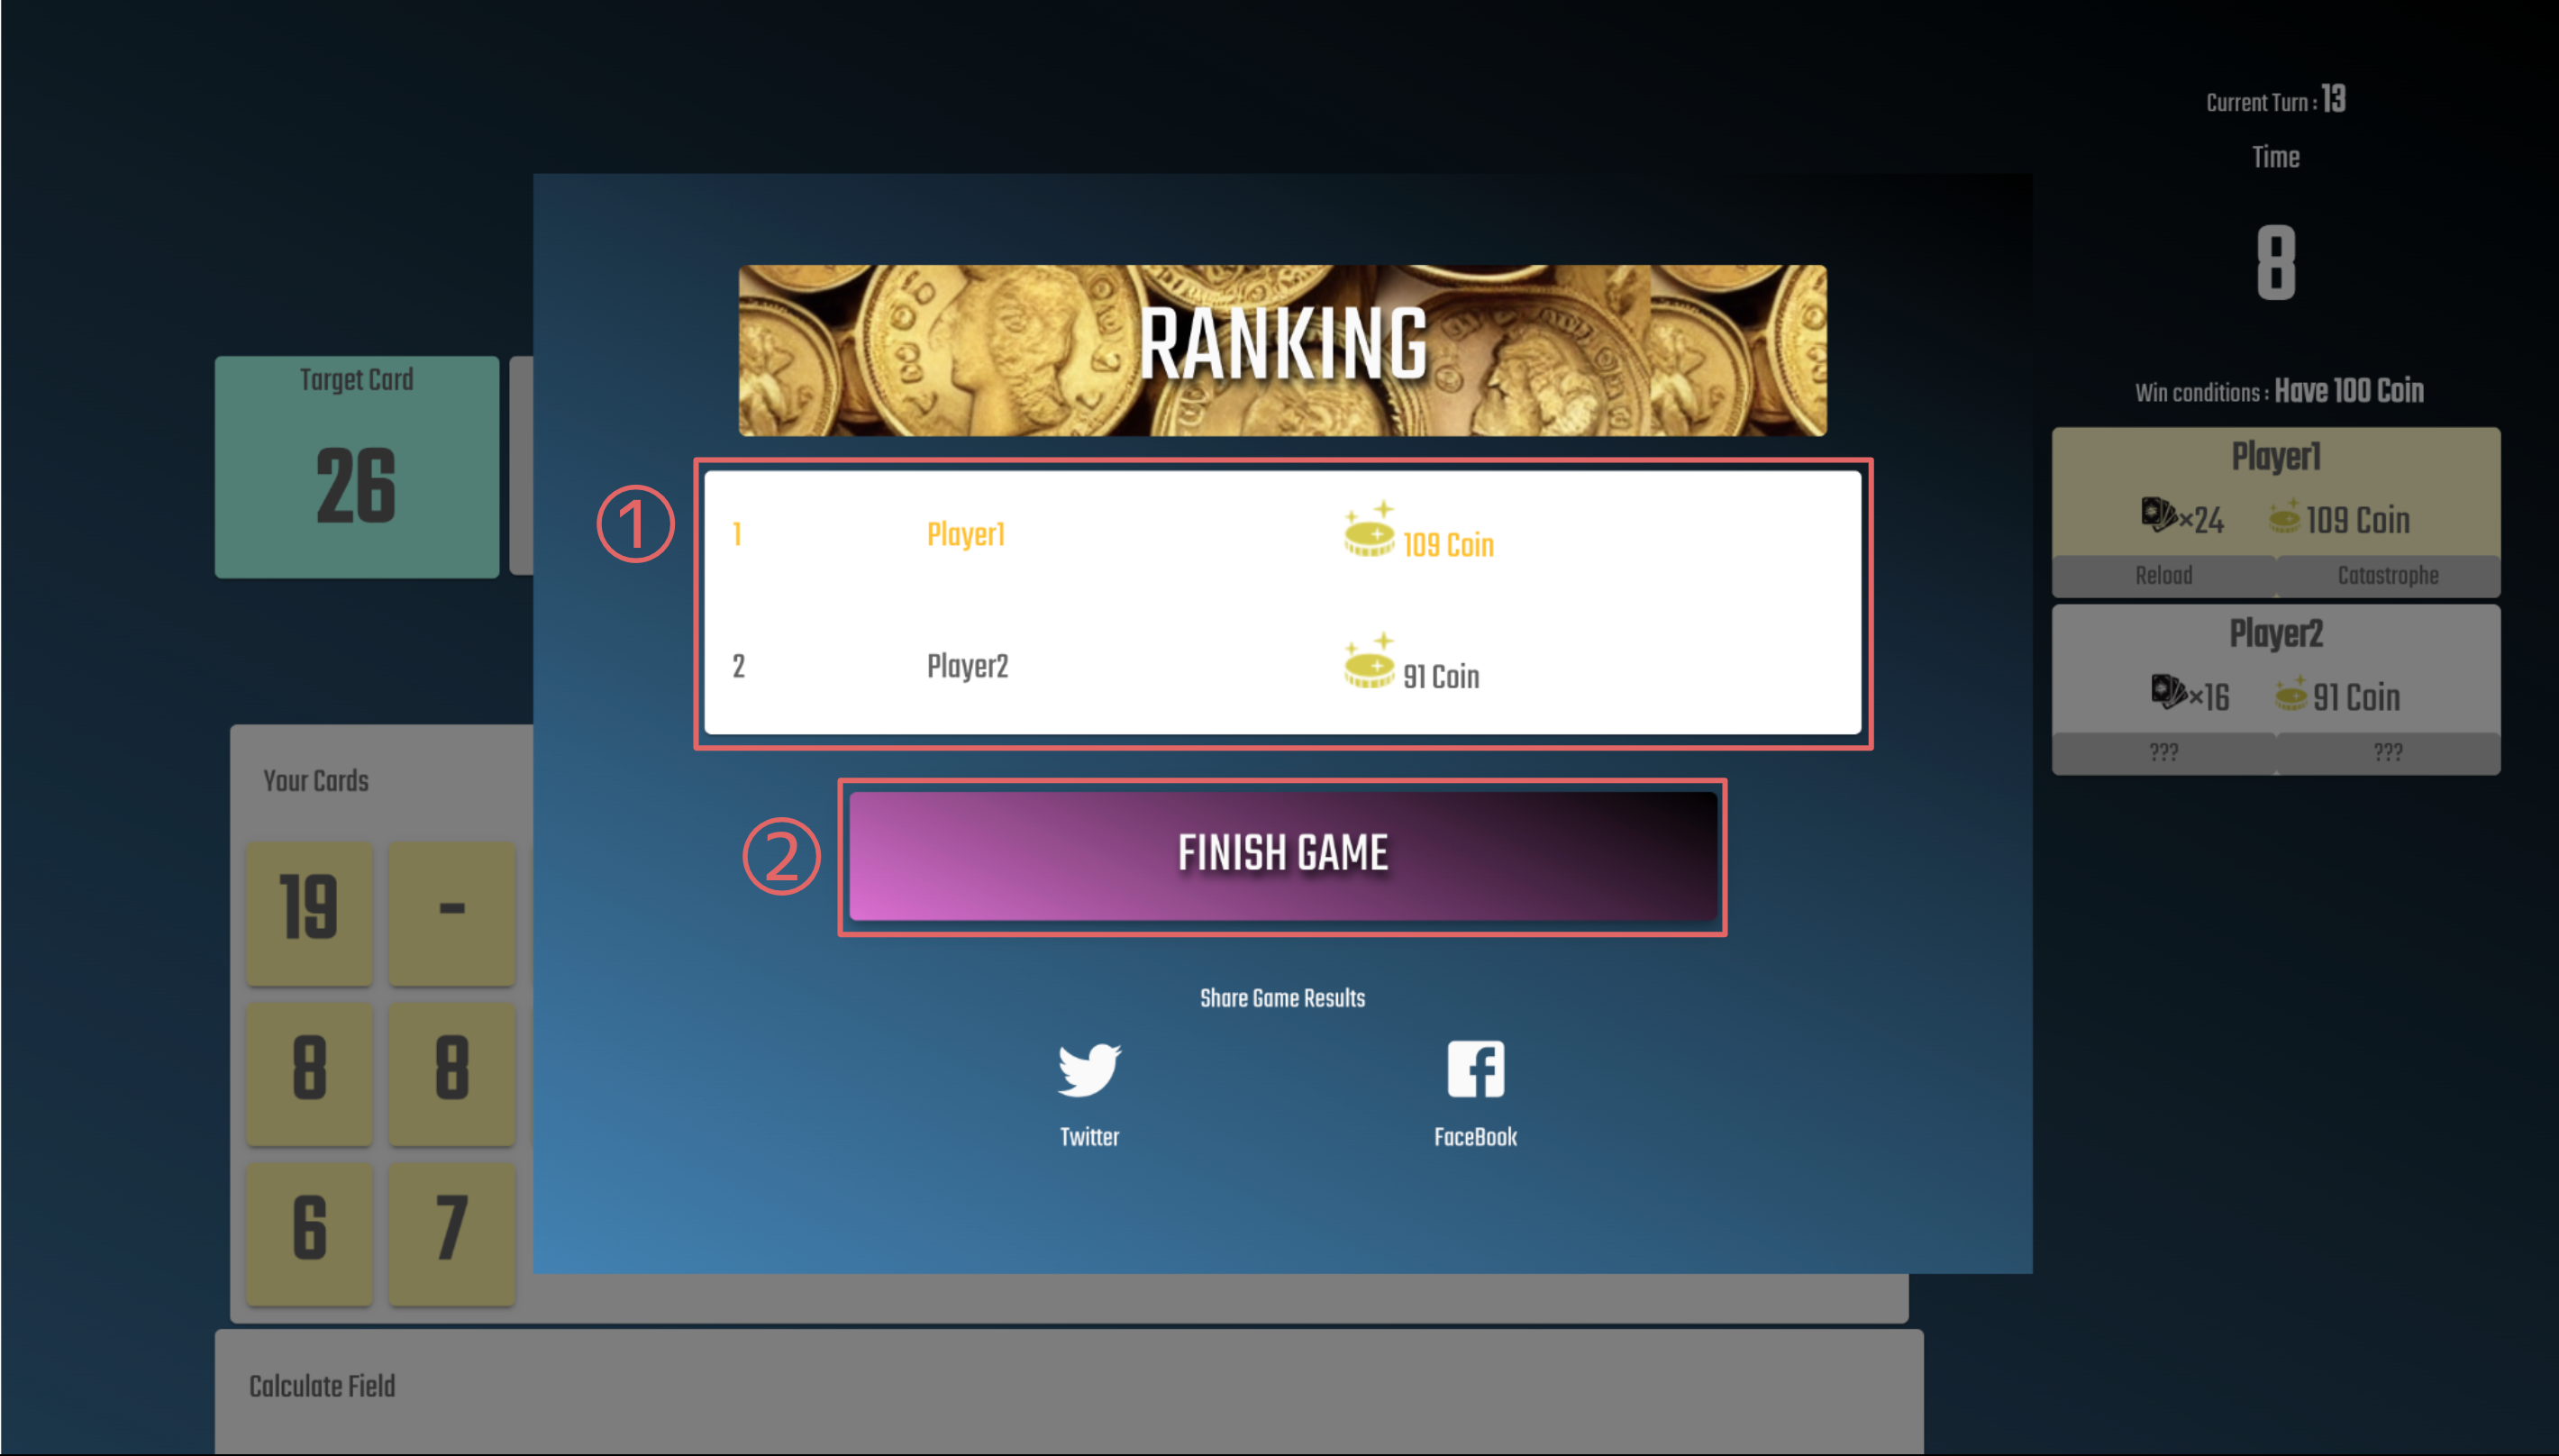 Current Turn : 13
Time
8
RANKING
Target Card
26
Win conditions : Have 100 Coin
Player1
×24 109 Coin
Reload Catastrophe
Player2
×16 91 Coin
??? ???
①
1 Player1 109 Coin
2 Player2 91 Coin
②
FINISH GAME
Share Game Results
Twitter FaceBook
Your Cards
19 -
8 8
6 7
Calculate Field